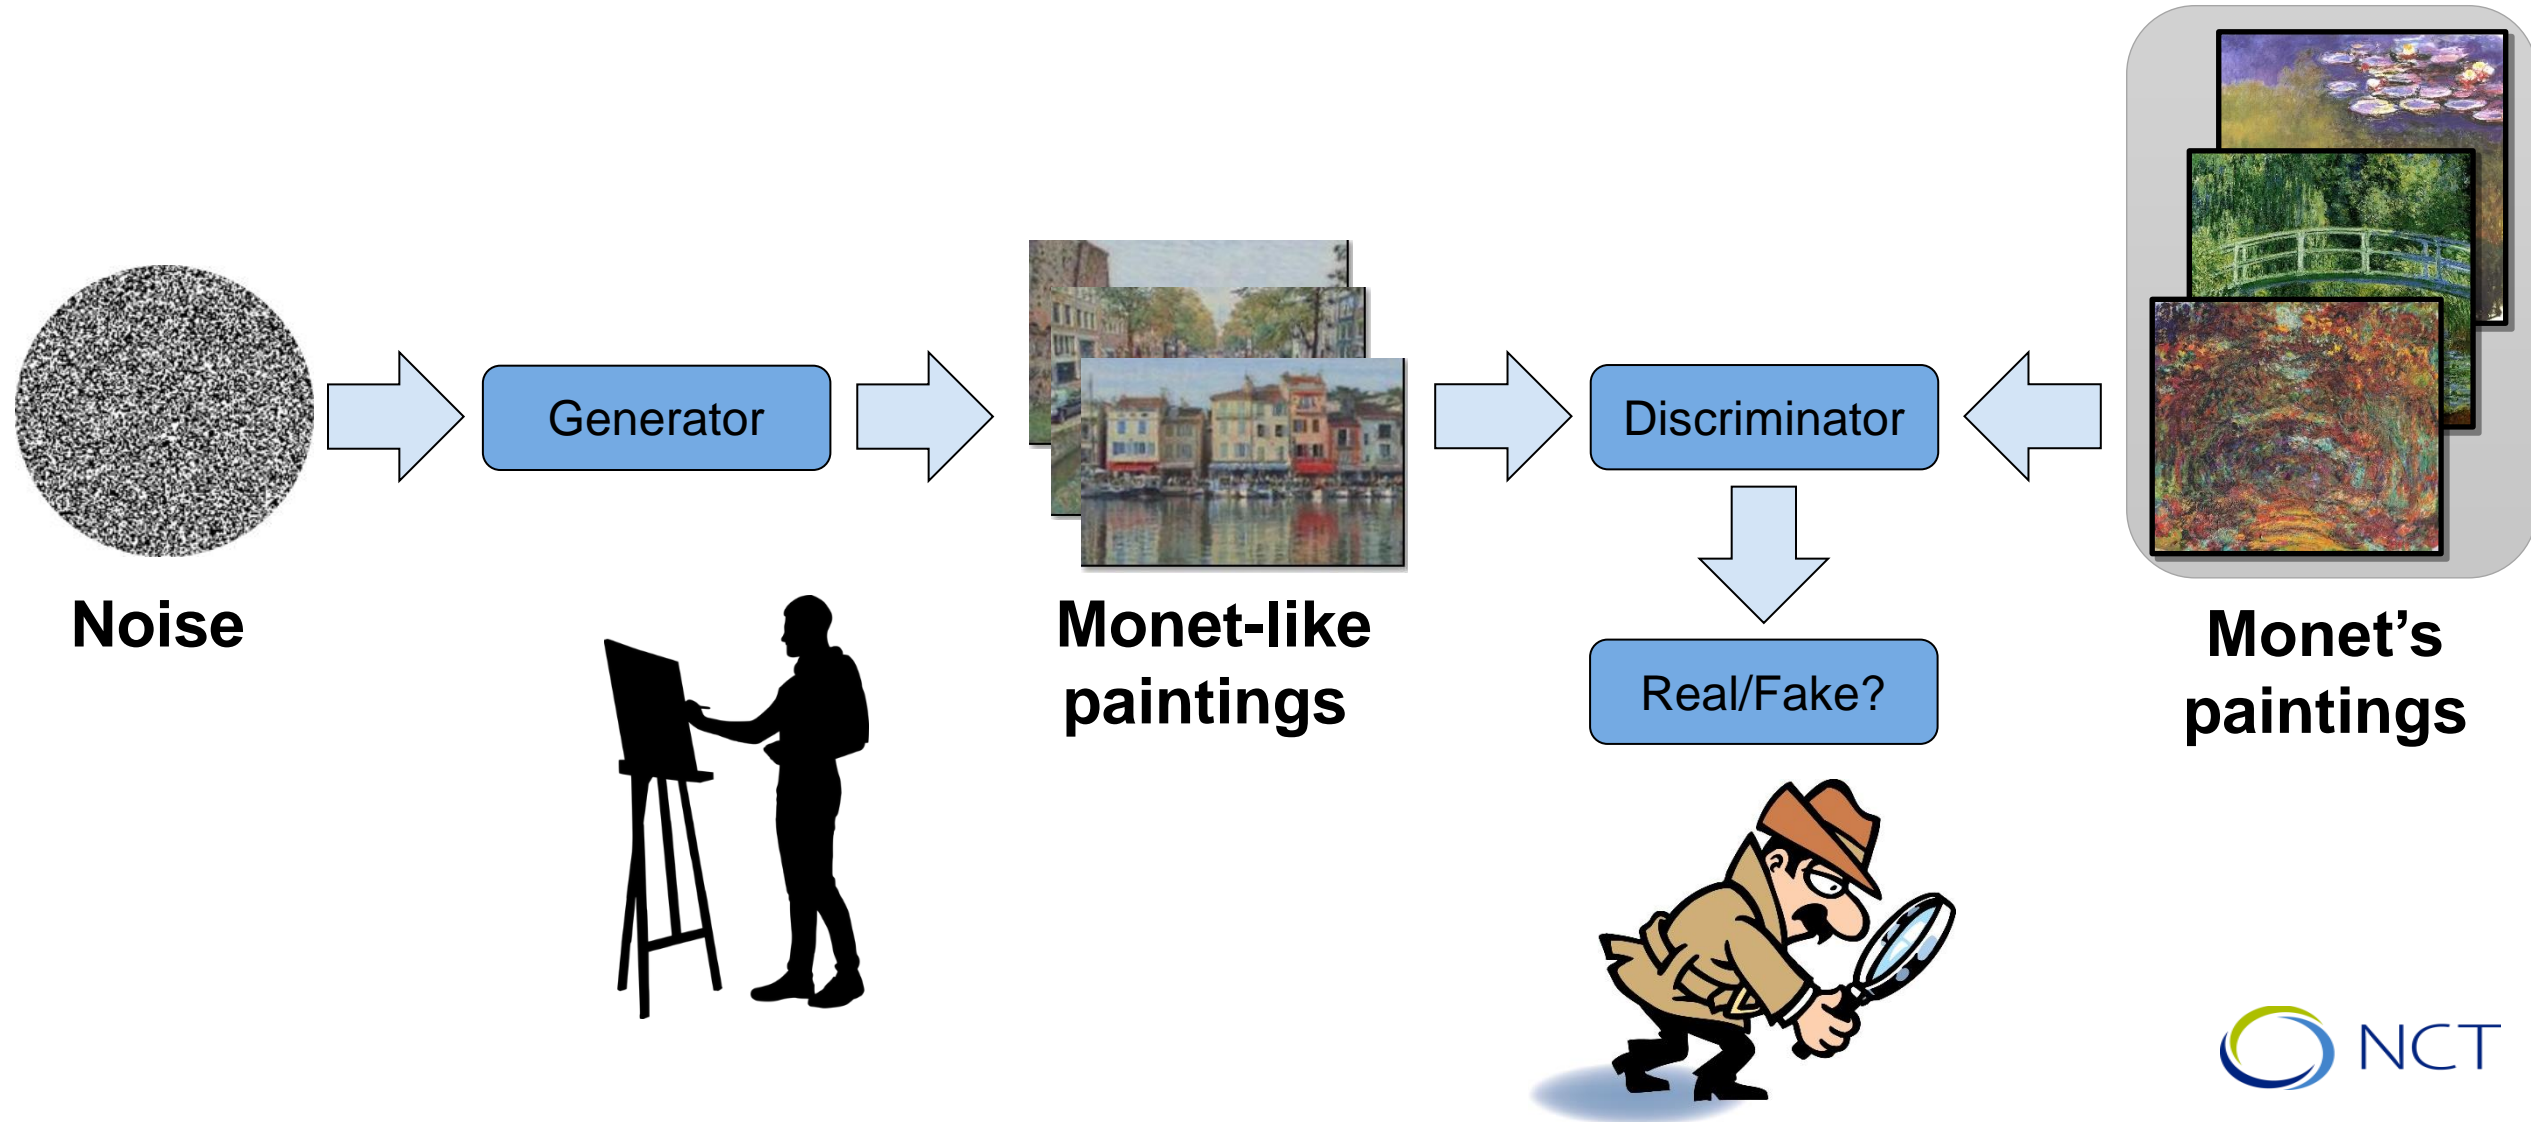 Noise
Generator
Monet-like
paintings
Discriminator
Real/Fake?
Monet’s
paintings
NCT